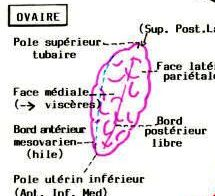 OVAIRE
(Sup. Post.La
Pole supérieur
tubaire
Face laté
pariétale
Face médiale
(→ viscères)
Bord antérieur
mesovarien
(hile)
Bord
postérieur
libre
Pole utérin inférieur
(Ant. Inf. Med)